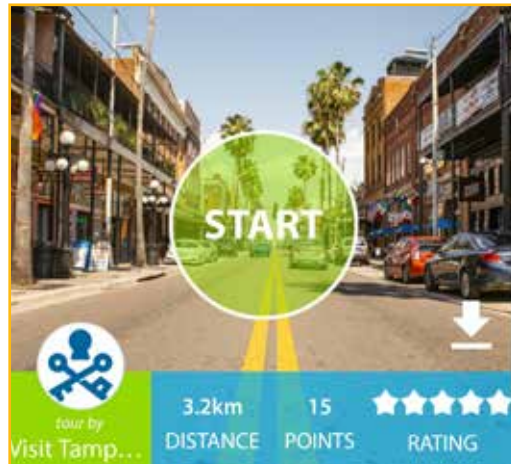 START
tour by
Visit Tamp...
3.2km
DISTANCE
15
POINTS
RATING